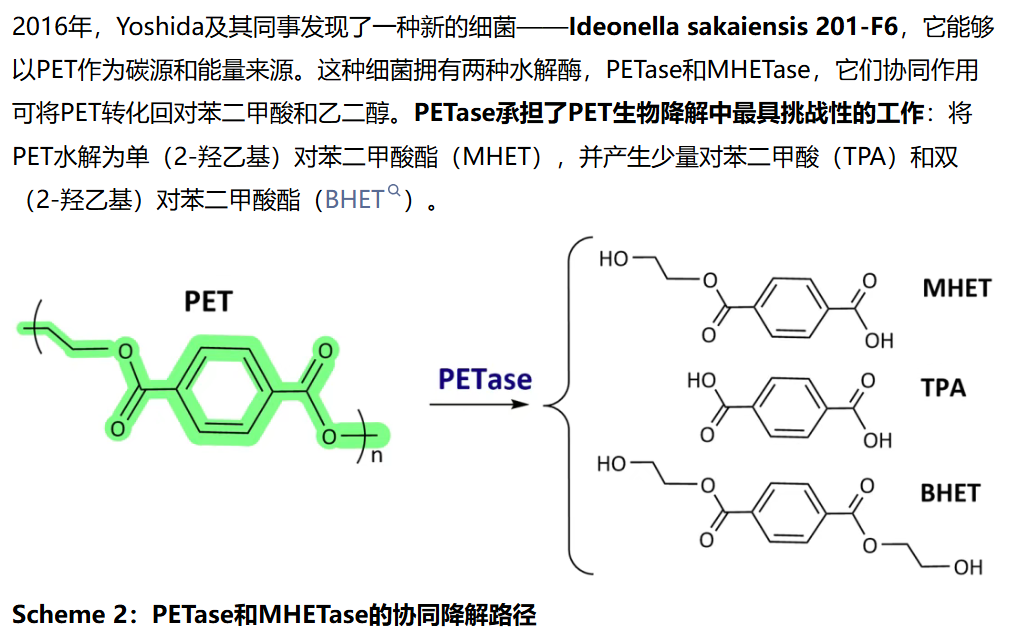 2016年，Yoshida及其同事发现了一种新的细菌——Ideonella sakaiensis 201-F6，它能够
以PET作为碳源和能量来源。这种细菌拥有两种水解酶，PETase和MHETase，它们协同作用
可将PET转化回对苯二甲酸和乙二醇。PETase承担了PET生物降解中最具挑战性的工作：将
PET水解为单（2-羟乙基）对苯二甲酸酯（MHET），并产生少量对苯二甲酸（TPA）和双
（2-羟乙基）对苯二甲酸酯（BHET）。
PET
O
O
O
O
n
PETase
HO
O
O
O
OH
MHET
HO
O
O
OH
TPA
HO
O
O
O
O
OH
BHET
Scheme 2：PETase和MHETase的协同降解路径